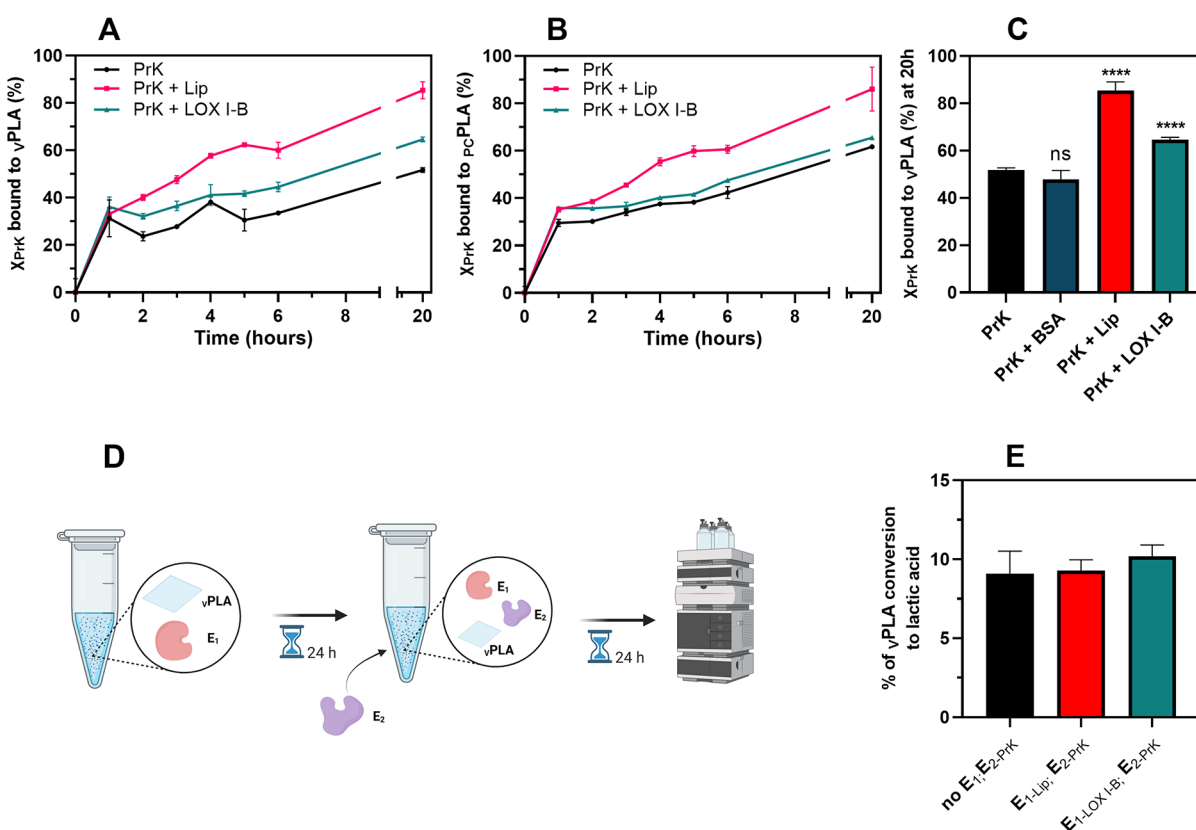 A
PrK
PrK + Lip
PrK + LOX I-B
χPrK bound to vPLA (%)
100
80
60
40
20
0
0 2 4 6 8 20
Time (hours)
B
PrK
PrK + Lip
PrK + LOX I-B
χPrK bound to PCPLA (%)
100
80
60
40
20
0
0 2 4 6 8 20
Time (hours)
C
χPrK bound to vPLA (%) at 20h
100
80
60
40
20
0
ns
****
****
PrK
PrK + BSA
PrK + Lip
PrK + LOX I-B
D
vPLA
E1
24 h
E2
E1
E2
vPLA
24 h
E
% of vPLA conversion
to lactic acid
15
10
5
0
no E1;E2-PrK
E1-Lip; E2-PrK
E1-LOX I-B; E2-PrK